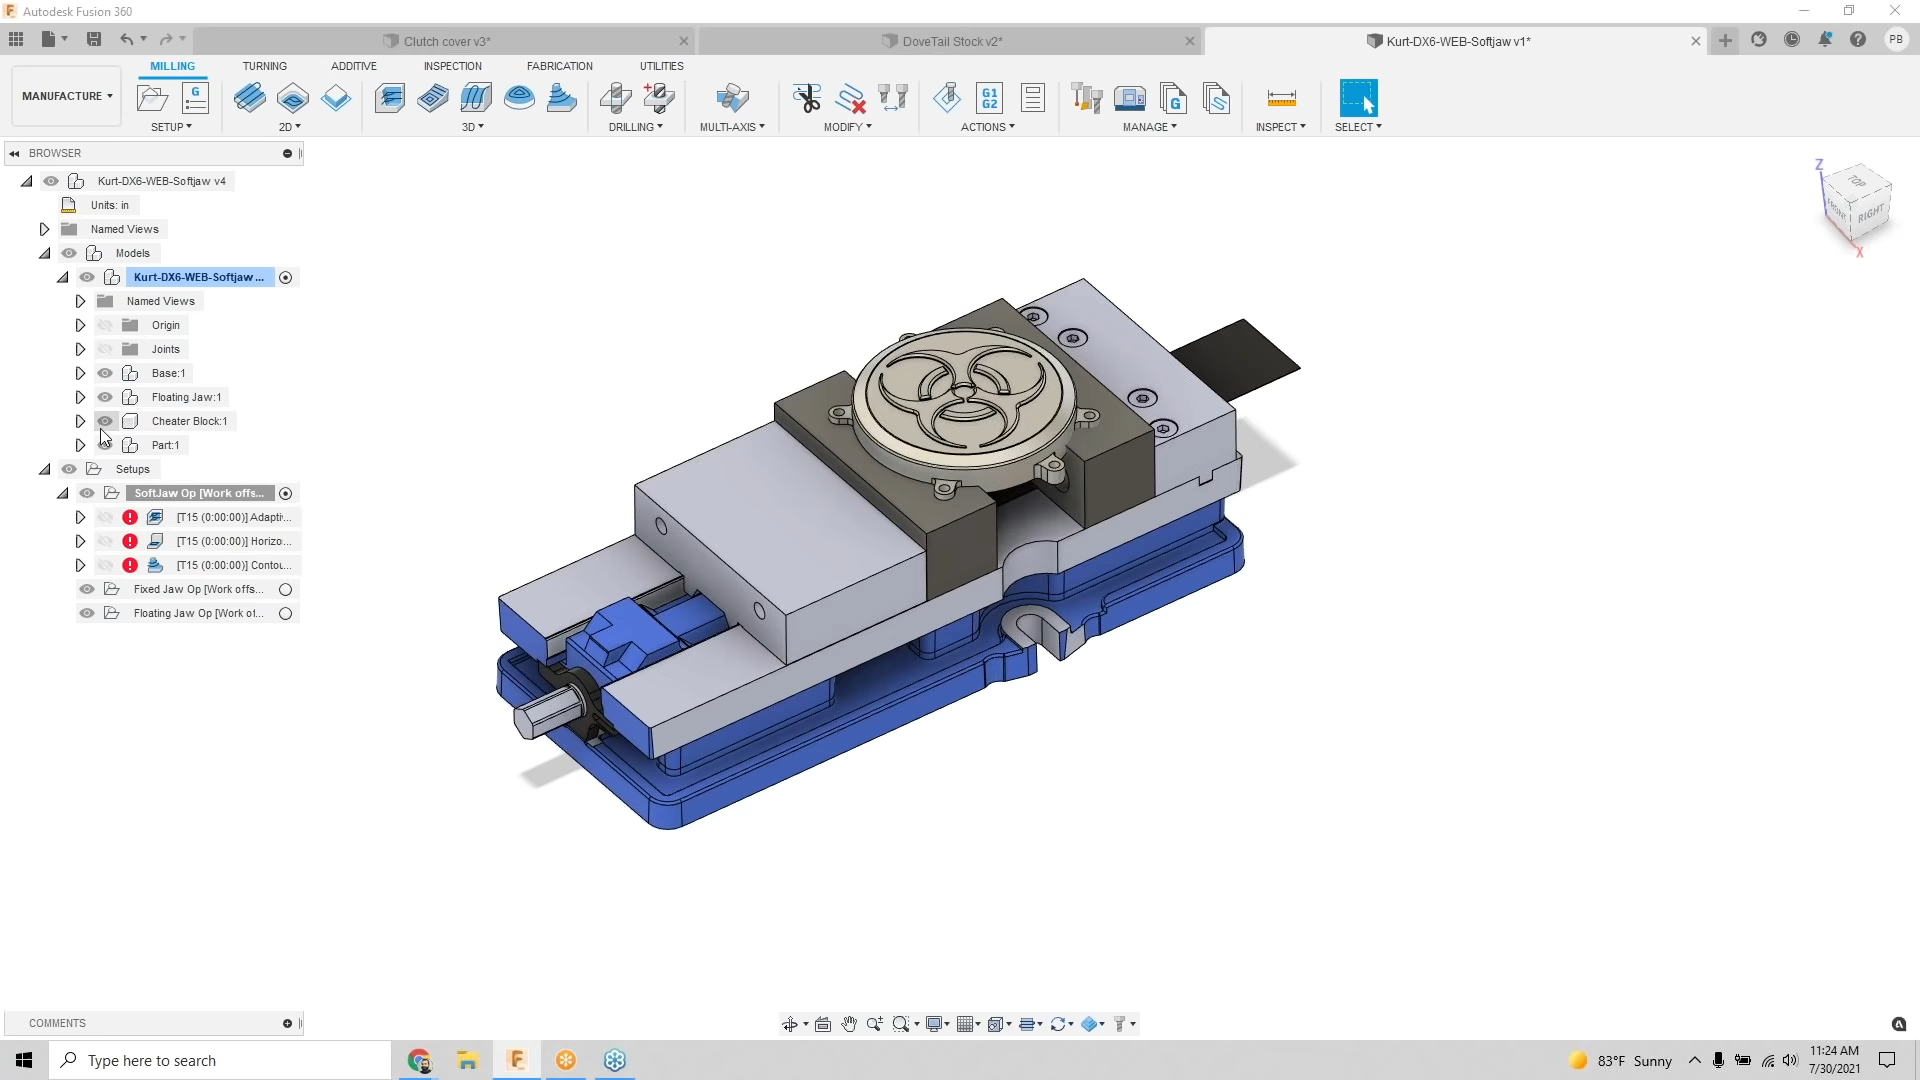 Autodesk Fusion 360
Clutch cover v3*
DoveTail Stock v2*
Kurt-DX6-WEB-Softjaw v1*
PB
MILLING
TURNING
ADDITIVE
INSPECTION
FABRICATION
UTILITIES
MANUFACTURE
G
G1
G2
G
SETUP
2D
3D
DRILLING
MULTI-AXIS
MODIFY
ACTIONS
MANAGE
INSPECT
SELECT
BROWSER
Kurt-DX6-WEB-Softjaw v4
Units: in
Named Views
Models
Kurt-DX6-WEB-Softjaw ...
Named Views
Origin
Joints
Base:1
Floating Jaw:1
Cheater Block:1
Part:1
Setups
SoftJaw Op [Work offs...
[T15 (0:00:00)] Adapti...
[T15 (0:00:00)] Horizo...
[T15 (0:00:00)] Contou...
Fixed Jaw Op [Work offs...
Floating Jaw Op [Work of...
Z
TOP
FRONT
RIGHT
X
COMMENTS
Type here to search
83°F Sunny
11:24 AM
7/30/2021